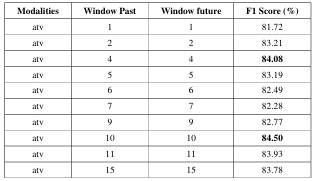 Modalities Window Past Window future F1 Score (%)
atv 1 1 81.72
atv 2 2 83.21
atv 4 4 84.08
atv 5 5 83.19
atv 6 6 82.49
atv 7 7 82.28
atv 9 9 82.77
atv 10 10 84.50
atv 11 11 83.93
atv 15 15 83.78